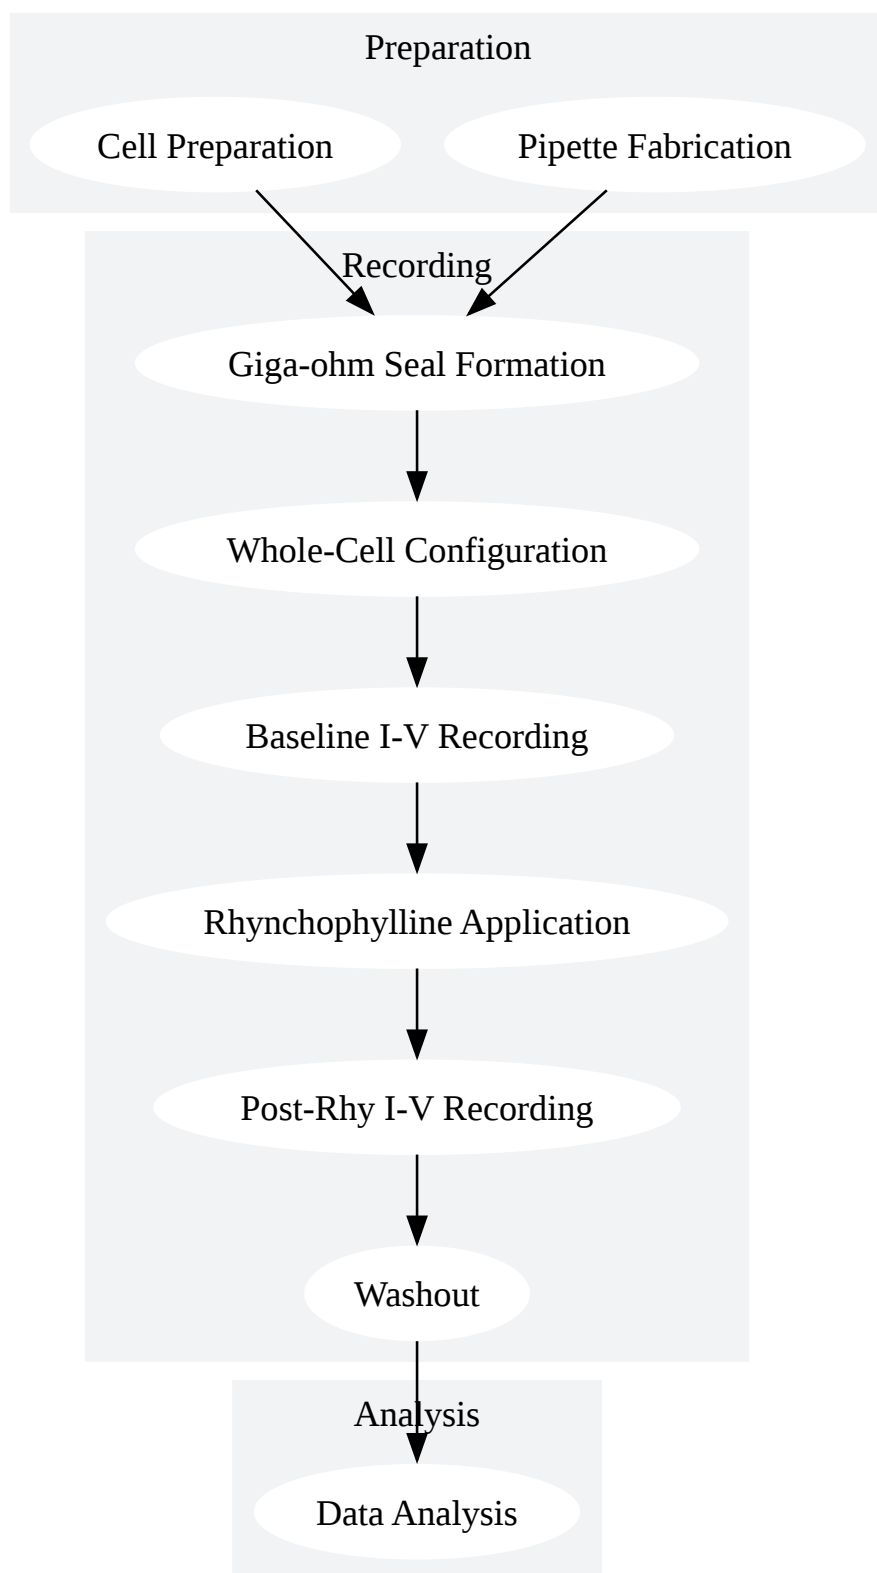 Preparation
Cell Preparation
Pipette Fabrication
Recording
Giga-ohm Seal Formation
Whole-Cell Configuration
Baseline I-V Recording
Rhynchophylline Application
Post-Rhy I-V Recording
Washout
Analysis
Data Analysis